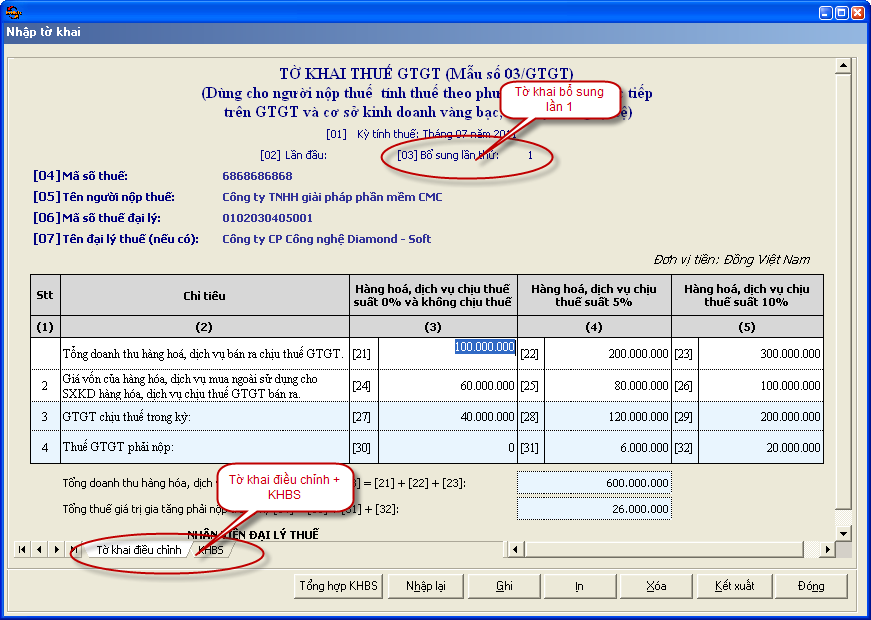 Nhập tờ khai
TỜ KHAI THUẾ GTGT (Mẫu số 03/GTGT)
(Dùng cho người nộp thuế tính thuế theo phư tiếp
trên GTGT và cơ sở kinh doanh vàng bạc, ệ)
Tờ khai bổ sung
lần 1
[01] Kỳ tính thuế: Tháng 07 năm 201
[02] Lần đầu: [03] Bổ sung lần thứ: 1
[04] Mã số thuế: 6868686868
[05] Tên người nộp thuế: Công ty TNHH giải pháp phần mềm CMC
[06] Mã số thuế đại lý: 0102030405001
[07] Tên đại lý thuế (nếu có): Công ty CP Công nghệ Diamond - Soft
Đơn vị tiền: Đồng Việt Nam
Stt Chỉ tiêu Hàng hoá, dịch vụ chịu thuế suất 0% và không chịu thuế Hàng hoá, dịch vụ chịu thuế suất 5% Hàng hoá, dịch vụ chịu thuế suất 10%
(1) (2) (3) (4) (5)
Tổng doanh thu hàng hoá, dịch vụ bán ra chịu thuế GTGT. [21] 100.000.000 [22] 200.000.000 [23] 300.000.000
2 Giá vốn của hàng hóa, dịch vụ mua ngoài sử dụng cho SXKD hàng hóa, dịch vụ chịu thuế GTGT bán ra. [24] 60.000.000 [25] 80.000.000 [26] 100.000.000
3 GTGT chịu thuế trong kỳ: [27] 40.000.000 [28] 120.000.000 [29] 200.000.000
4 Thuế GTGT phải nộp: [30] 0 [31] 6.000.000 [32] 20.000.000
Tổng doanh thu hàng hóa, dịch v ] = [21] + [22] + [23]: 600.000.000
Tờ khai điều chỉnh +
KHBS
Tổng thuế giá trị gia tăng phải nộp ] + [32]: 26.000.000
NHÂN VIÊN ĐẠI LÝ THUẾ
Tờ khai điều chỉnh KHBS
Tổng hợp KHBS Nhập lại Ghi In Xóa Kết xuất Đóng